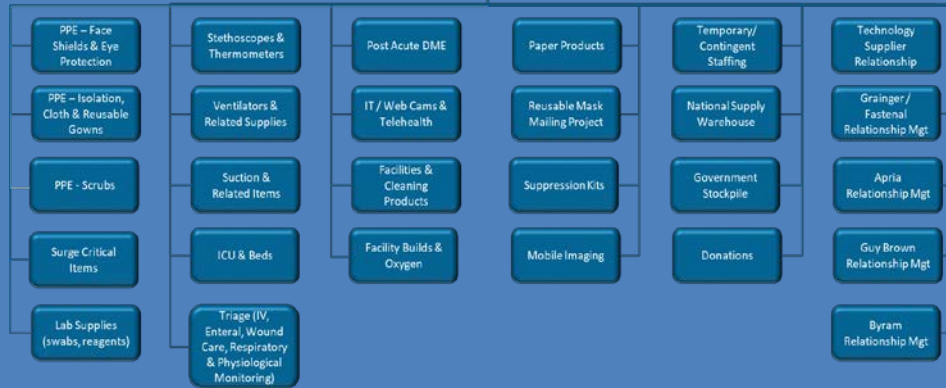 PPE – Face
Shields & Eye
Protection
PPE – Isolation,
Cloth & Reusable
Gowns
PPE - Scrubs
Surge Critical
Items
Lab Supplies
(swabs, reagents)
Stethoscopes &
Thermometers
Ventilators &
Related Supplies
Suction &
Related Items
ICU & Beds
Triage (IV,
Enteral, Wound
Care, Respiratory
& Physiological
Monitoring)
Post Acute DME
IT / Web Cams &
Telehealth
Facilities &
Cleaning
Products
Facility Builds &
Oxygen
Paper Products
Reusable Mask
Mailing Project
Suppression Kits
Mobile Imaging
Temporary/
Contingent
Staffing
National Supply
Warehouse
Government
Stockpile
Donations
Technology
Supplier
Relationship
Grainger /
Fastenal
Relationship Mgt
Apria
Relationship Mgt
Guy Brown
Relationship Mgt
Byram
Relationship Mgt